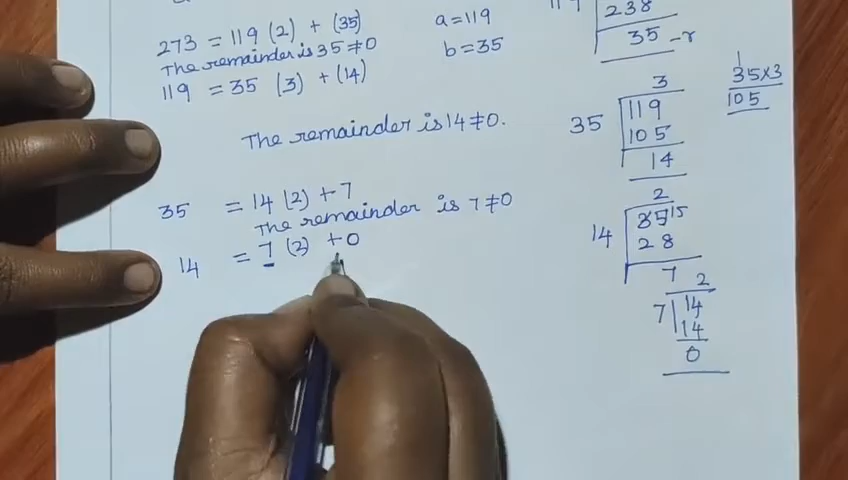 273 = 119 (2) + (35)
The remainder is 35 ≠ 0
119 = 35 (3) + (14)
The remainder is 14 ≠ 0.
35 = 14 (2) + 7
The remainder is 7 ≠ 0
14 = 7 (2) + 0
a = 119
b = 35
238
35 - r
3
35 119
105
14
2
14 35 15
28
7
2
7 14
14
0
1
35 x 3
105